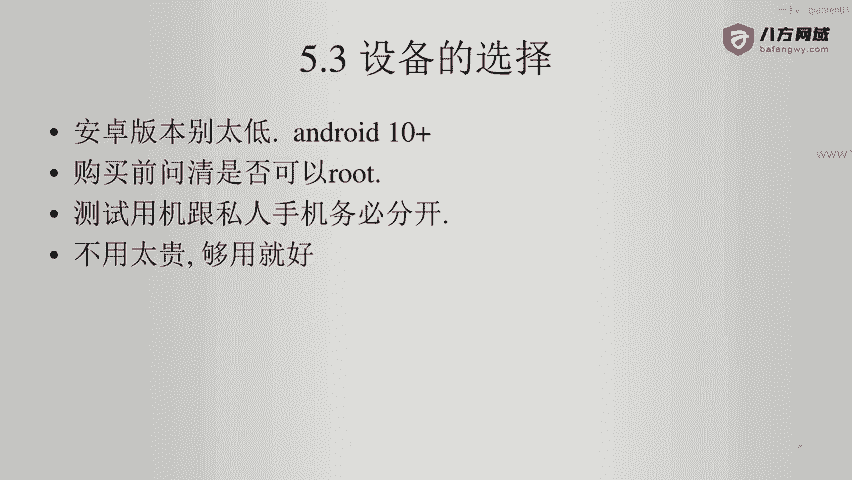 八方网域
bafangwy.com
5.3 设备的选择
• 安卓版本别太低. android 10+
• 购买前问清是否可以root.
• 测试用机跟私人手机务必分开.
• 不用太贵, 够用就好